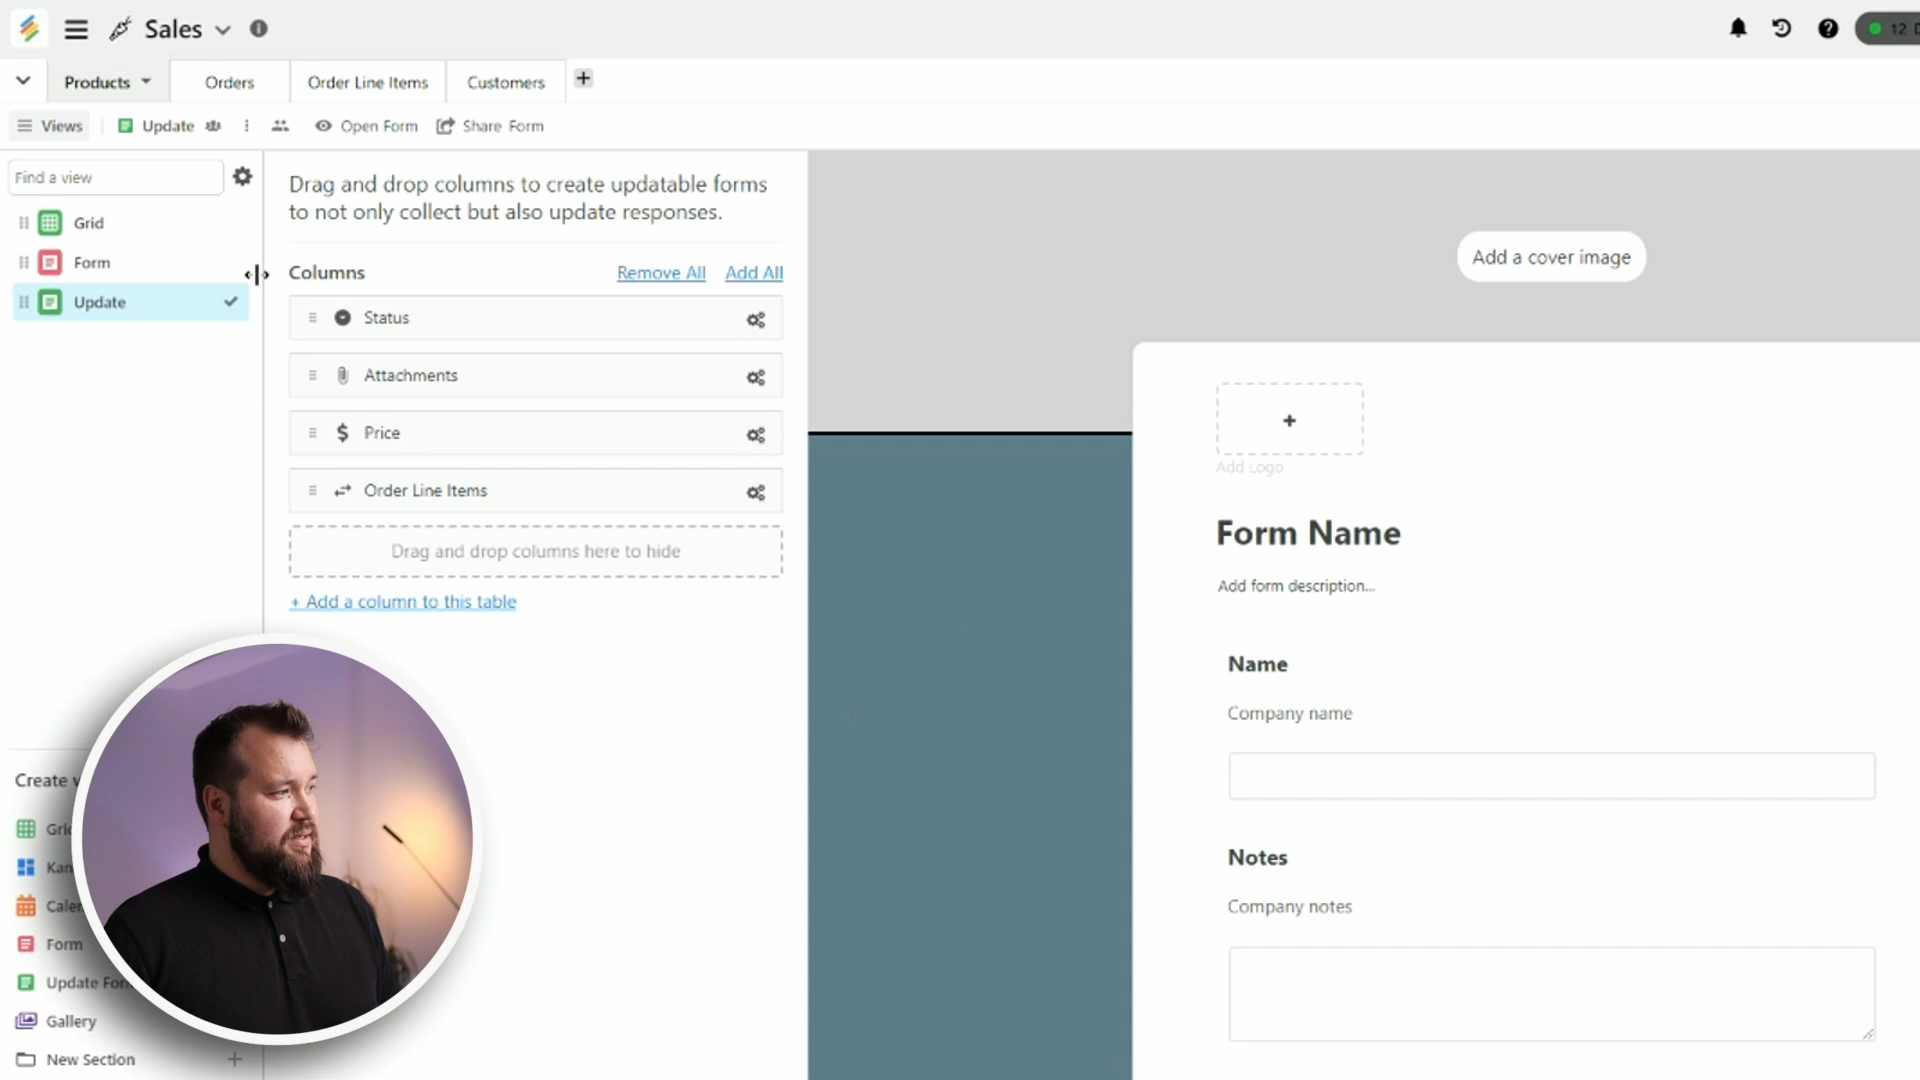 Sales
12
Products
Orders
Order Line Items
Customers
Views
Update
Open Form
Share Form
Find a view
Grid
Form
Update
Drag and drop columns to create updatable forms
to not only collect but also update responses.
Columns
Remove All
Add All
Status
Attachments
Price
Order Line Items
Drag and drop columns here to hide
+ Add a column to this table
Create
Form
Update
Gallery
New Section
Add a cover image
Add Logo
Form Name
Add form description...
Name
Company name
Notes
Company notes